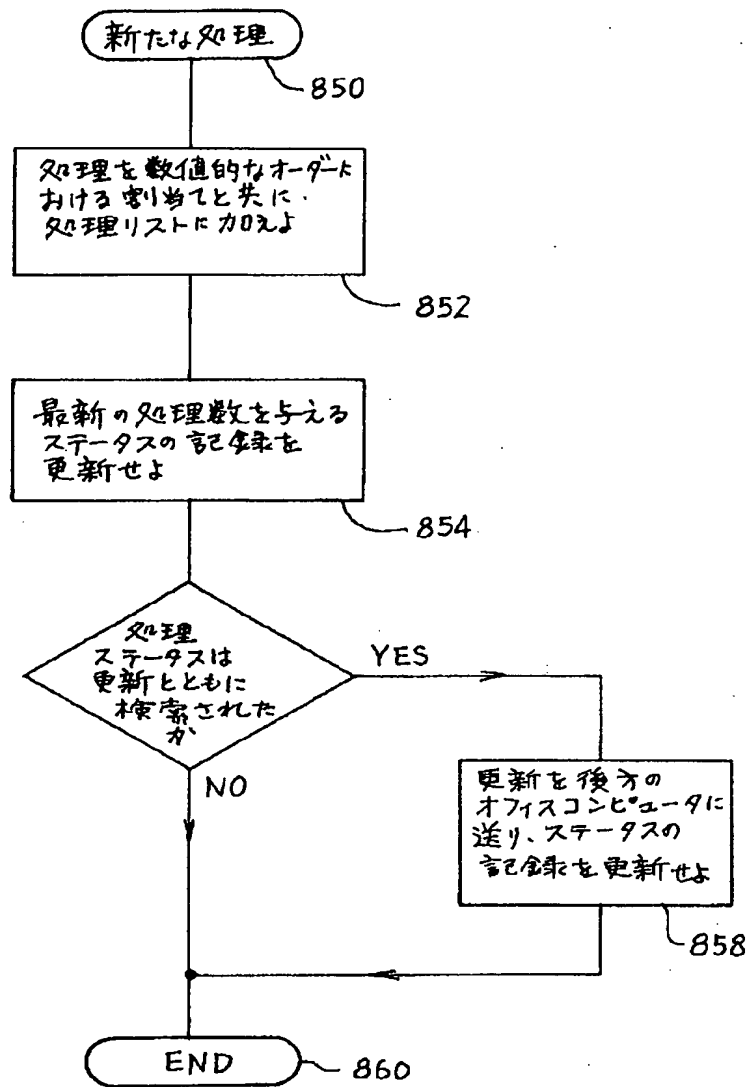 新たな処理
850
処理を数値的なオーダーに
おける割当てと共に
処理リストに加えよ
852
最新の処理数を与える
ステータスの記録を
更新せよ
854
処理
ステータスは
更新とともに
検索された
か
YES
NO
更新を後方の
オフィスコンピュータに
送り、ステータスの
記録を更新せよ
858
END
860